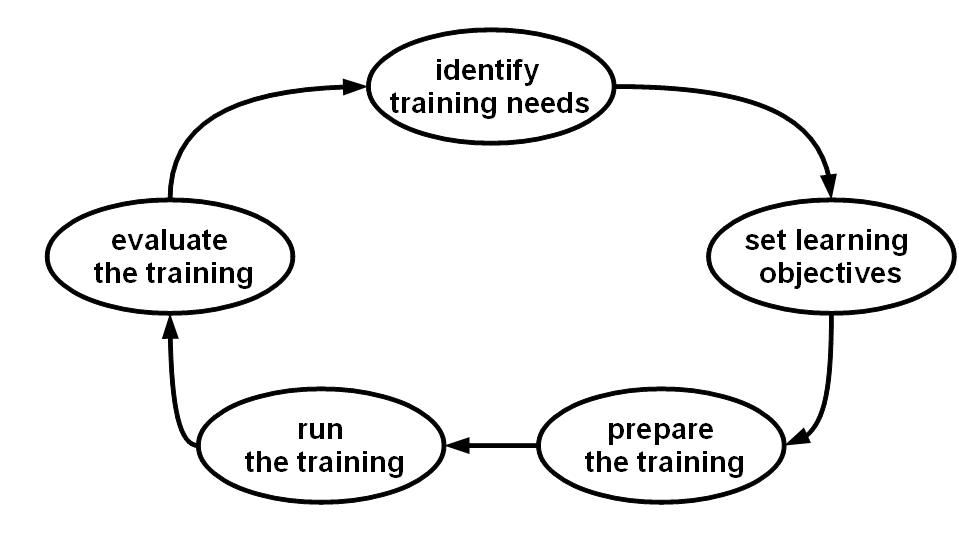 identify
training needs
set learning
objectives
prepare
the training
run
the training
evaluate
the training